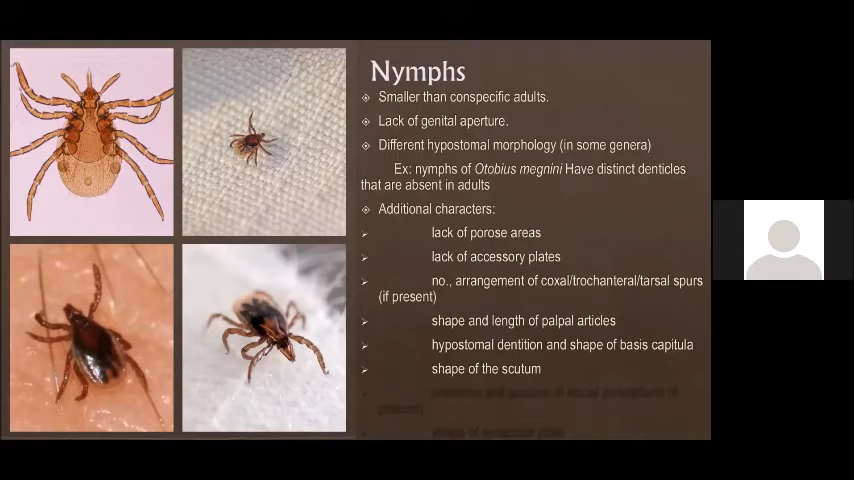 Nymphs
Smaller than conspecific adults.
Lack of genital aperture.
Different hypostomal morphology (in some genera)
Ex: nymphs of Otobius megnini Have distinct denticles
that are absent in adults
Additional characters:
lack of porose areas
lack of accessory plates
no., arrangement of coxal/trochanteral/tarsal spurs
(if present)
shape and length of palpal articles
hypostomal dentition and shape of basis capitula
shape of the scutum